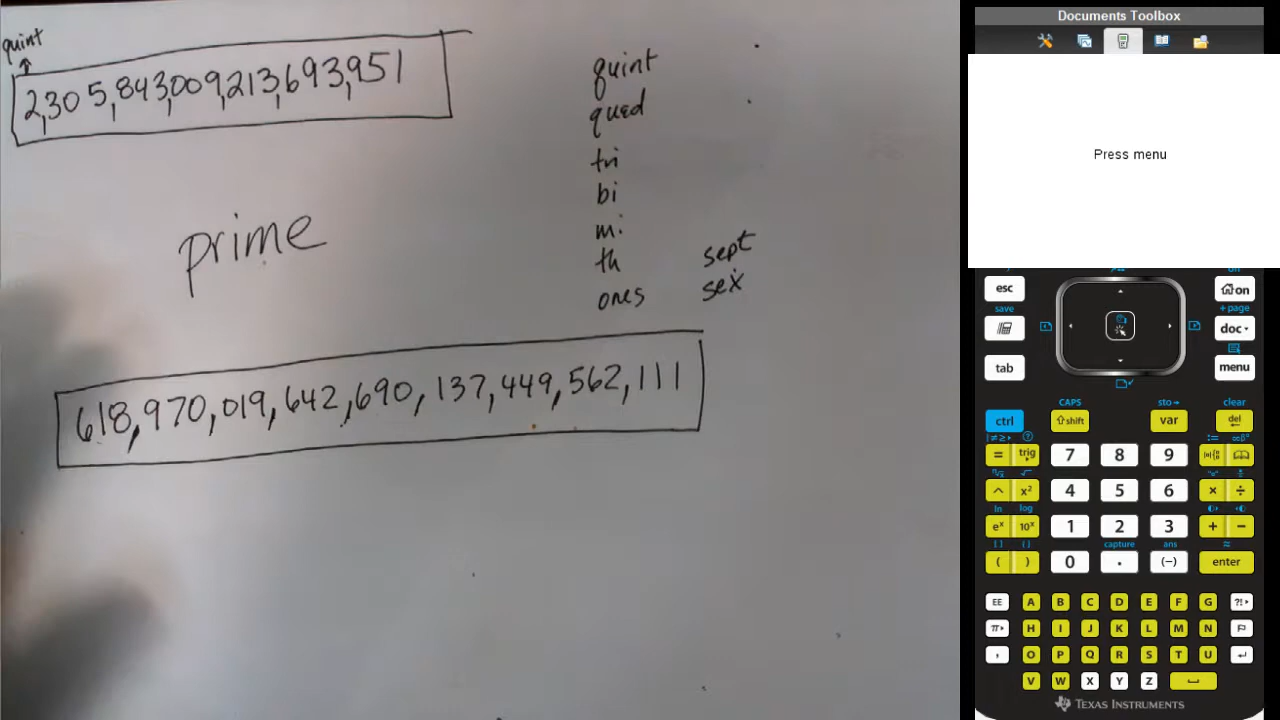 quint
2,305,843,009,213,693,951
prime
quint
quad
tri
bi
mi
th
ones
sept
sex
618,970,019,642,690,137,449,562,111
Documents Toolbox
Press menu
esc
on
save
+page
doc
tab
menu
CAPS
sto→
clear
ctrl
shift
var
del
= trig 7 8 9
^ x² 4 5 6 × ÷
ln log
eˣ 10ˣ 1 2 3 + −
[ ] { } capture ans ≈
( ) 0 . (−) enter
EE A B C D E F G ?!
π H I J K L M N
, O P Q R S T U
V W X Y Z
TEXAS INSTRUMENTS